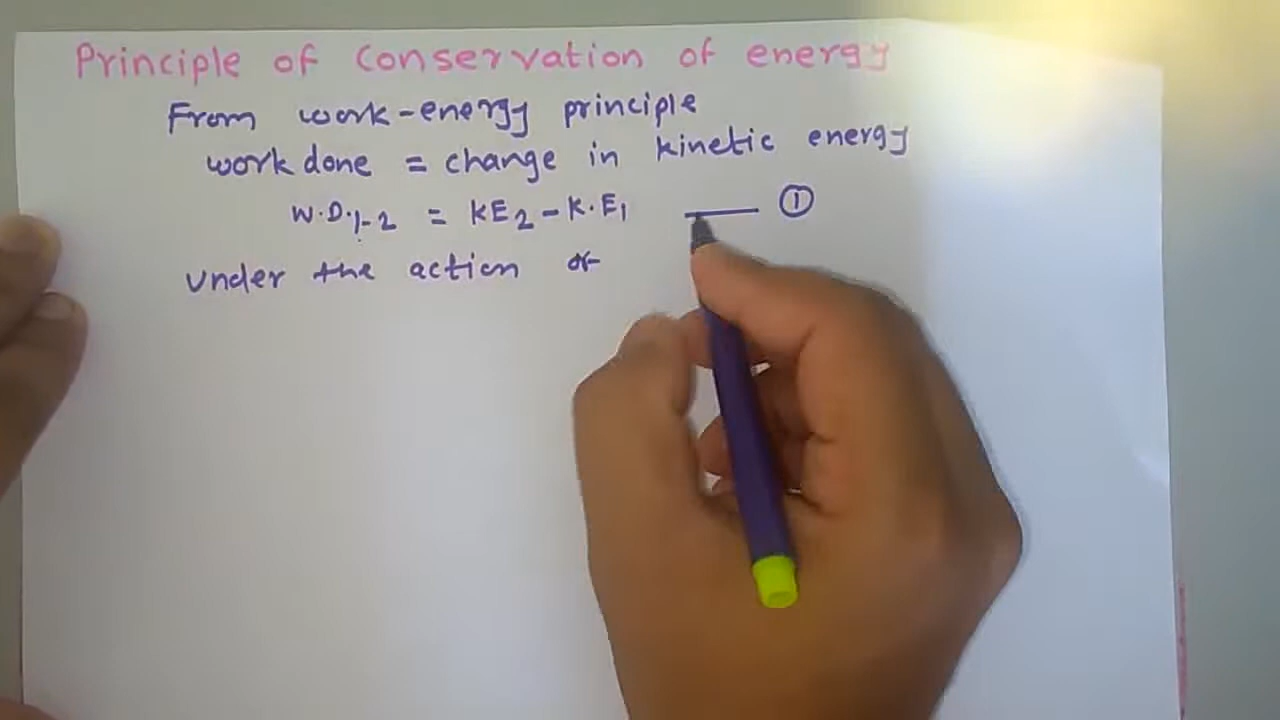 Principle of Conservation of energy
From work-energy principle
work done = change in kinetic energy
W.D.1-2 = KE2 - K.E1 —— ①
under the action of